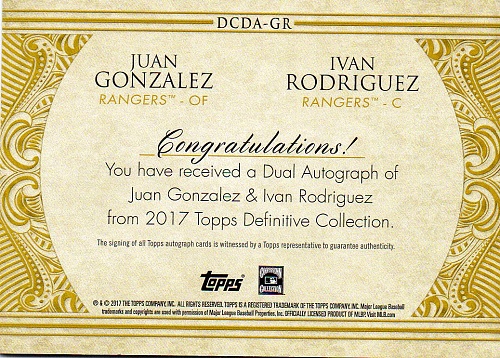 DCDA-GR
JUAN GONZALEZ
RANGERS™ - OF
IVAN RODRIGUEZ
RANGERS™ - C
Congratulations!
You have received a Dual Autograph of
Juan Gonzalez & Ivan Rodriguez
from 2017 Topps Definitive Collection.
The signing of all Topps autograph cards is witnessed by a Topps representative to guarantee authenticity.
Topps
COOPERSTOWN COLLECTION
® & © 2017 THE TOPPS COMPANY, INC. ALL RIGHTS RESERVED. TOPPS IS A REGISTERED TRADEMARK OF THE TOPPS COMPANY, INC. Major League Baseball
trademarks and copyrights are used with permission of Major League Baseball Properties, Inc. OFFICIALLY LICENSED PRODUCT OF MLBP. Visit MLB.com